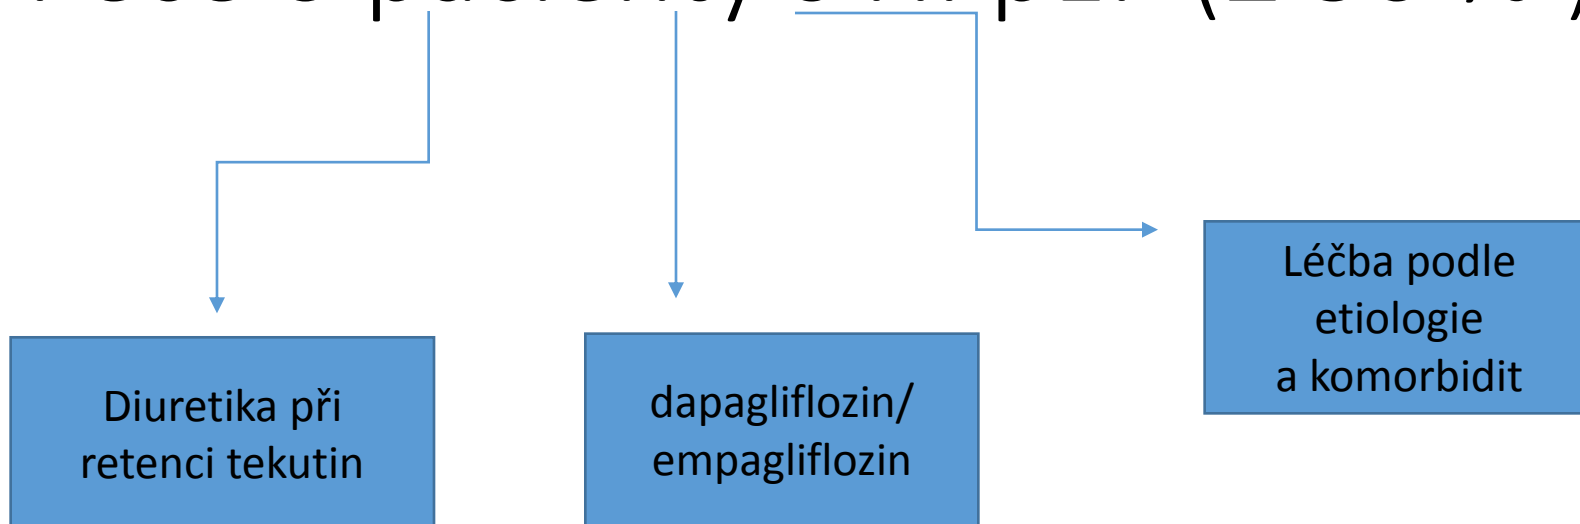 Diuretika při
retenci tekutin
dapagliflozin/
empagliflozin
Léčba podle
etiologie
a komorbidit